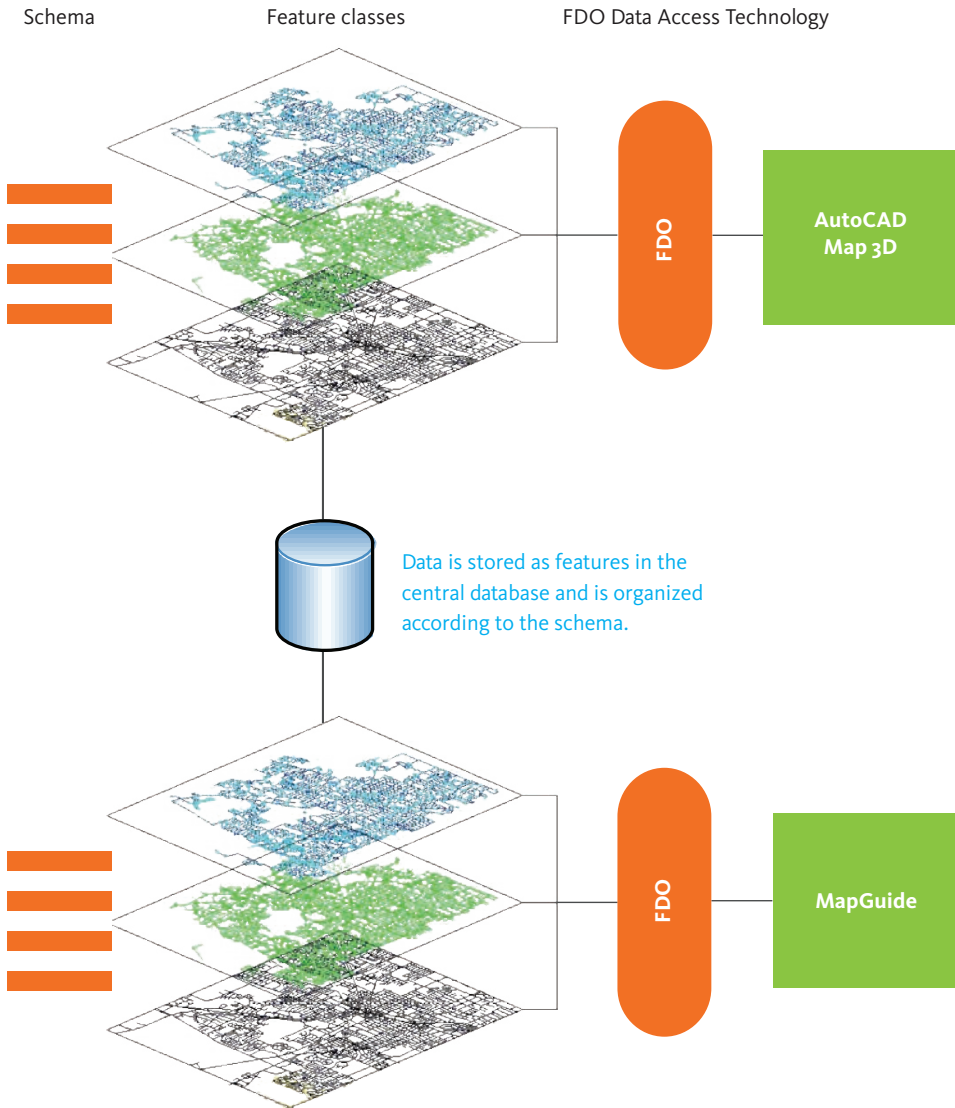 Schema
Feature classes
FDO Data Access Technology
FDO
AutoCAD
Map 3D
Data is stored as features in the
central database and is organized
according to the schema.
FDO
MapGuide